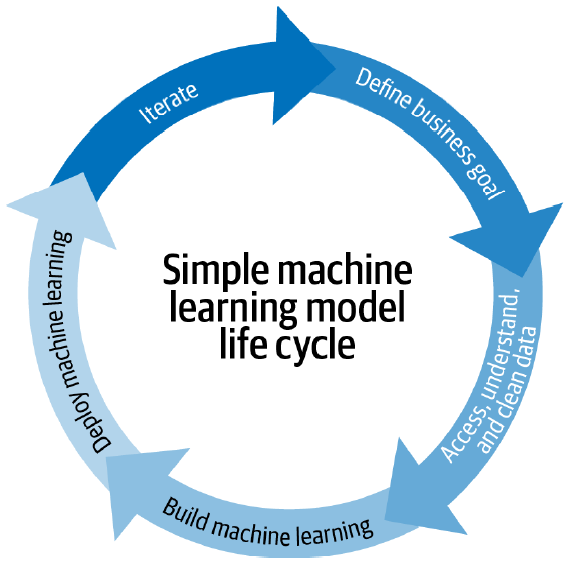 Simple machine
learning model
life cycle
Define business goal
Access, understand,
and clean data
Build machine learning
Deploy machine learning
Iterate